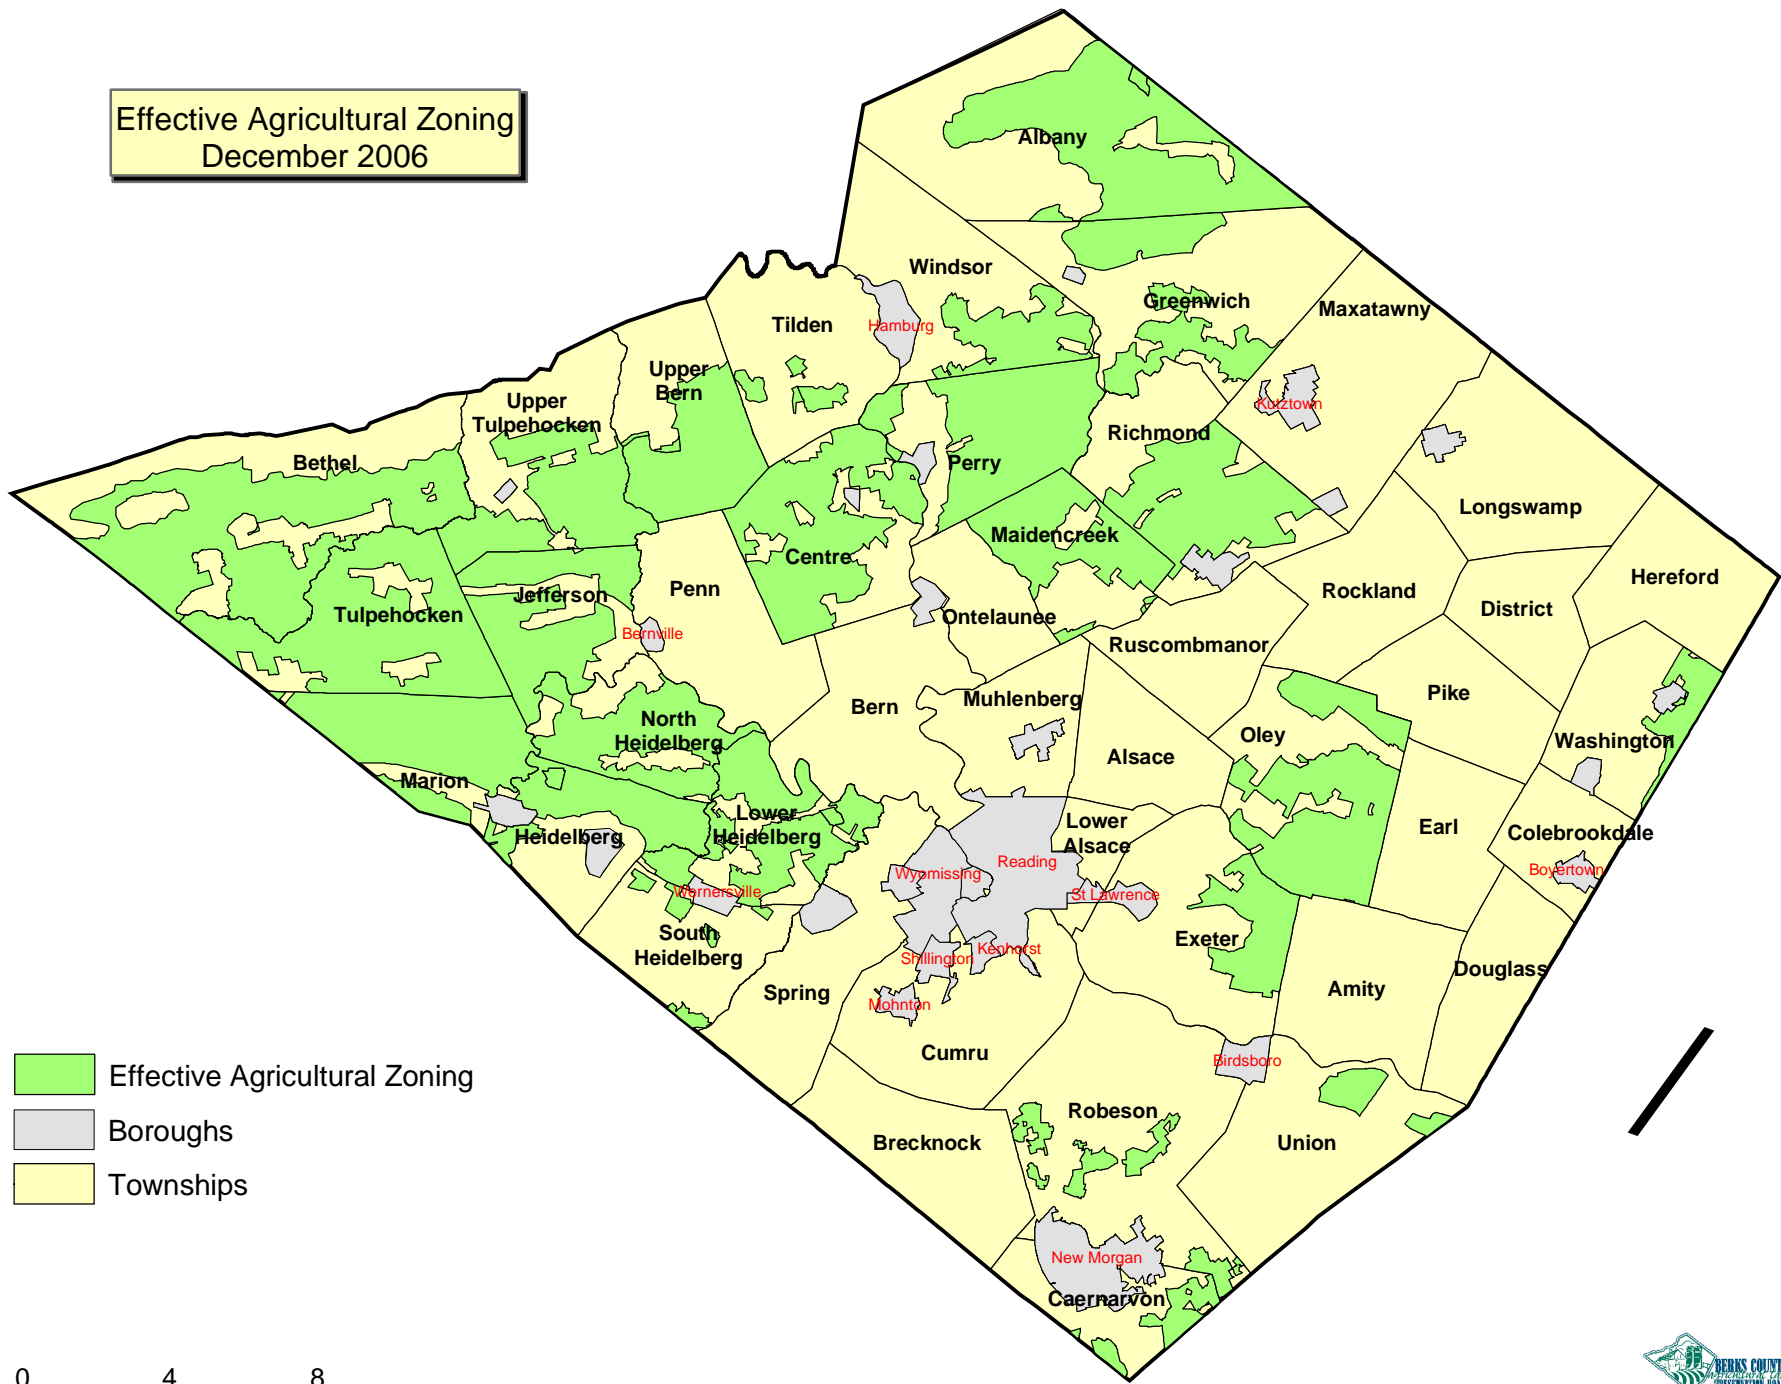 Effective Agricultural Zoning
December 2006
Albany
Windsor
Greenwich
Maxatawny
Tilden
Hamburg
Upper
Bern
Upper
Tulpehocken
Kutztown
Richmond
Bethel
Perry
Longswamp
Maidencreek
Centre
Hereford
Penn
Rockland
Jefferson
District
Tulpehocken
Ontelaunee
Bernville
Ruscombmanor
Pike
Muhlenberg
Bern
North
Heidelberg
Oley
Washington
Alsace
Marion
Lower
Heidelberg
Heidelberg
Lower
Alsace
Earl
Colebrookdale
Reading
Wyomissing
Boyertown
Wernersville
St Lawrence
South
Heidelberg
Exeter
Kenhorst
Shillington
Douglass
Spring
Amity
Mohnton
Cumru
Birdsboro
Effective Agricultural Zoning
Robeson
Boroughs
Brecknock
Union
Townships
New Morgan
Caernarvon
0 4 8
BERKS COUNT